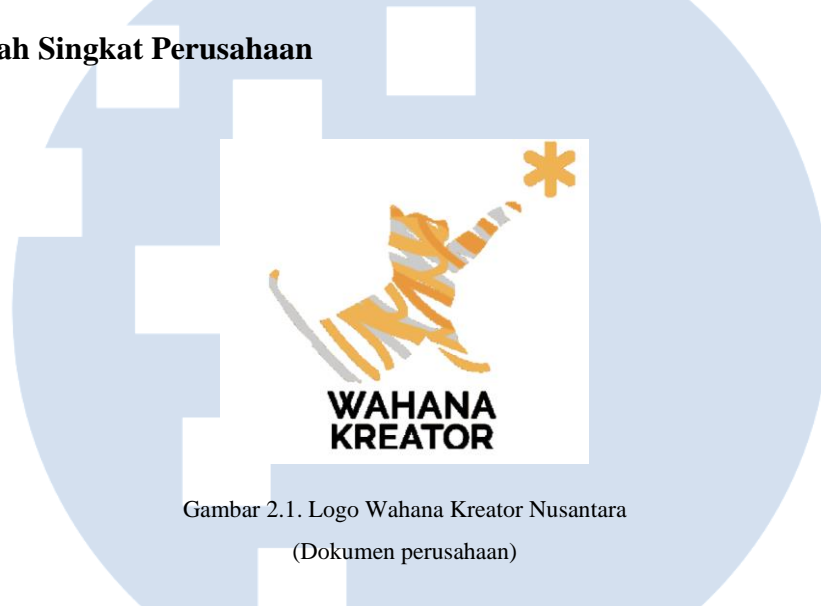 ah Singkat Perusahaan
WAHANA
KREATOR
Gambar 2.1. Logo Wahana Kreator Nusantara
(Dokumen perusahaan)